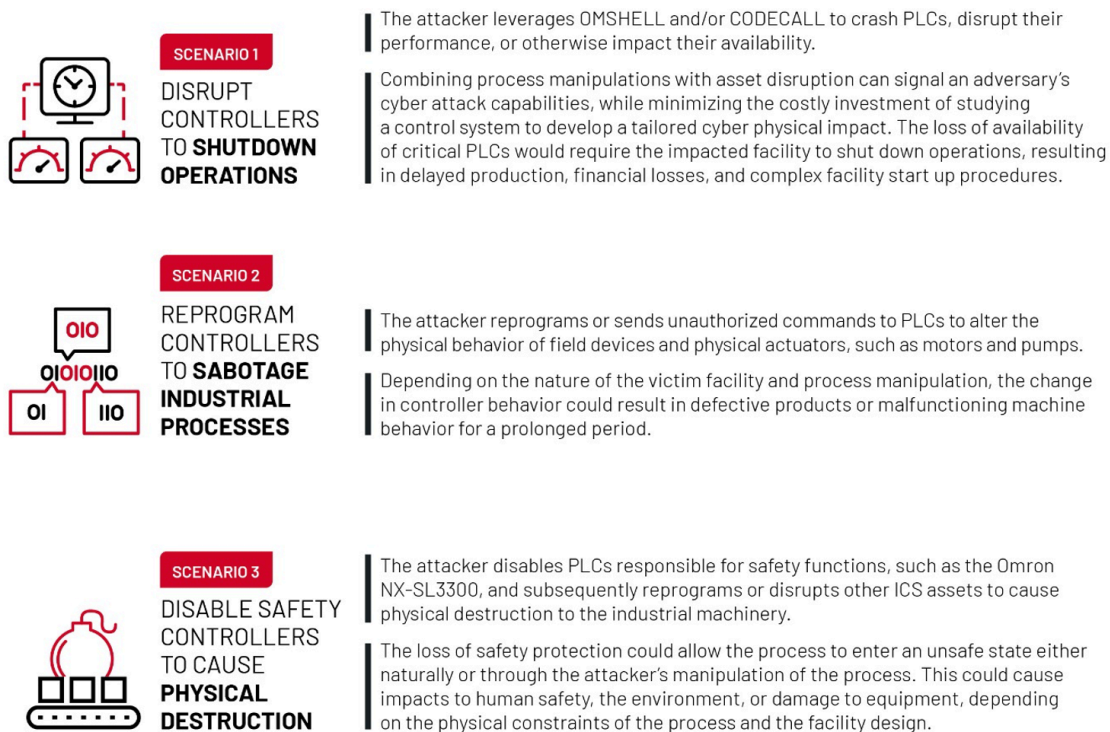 SCENARIO 1
DISRUPT
CONTROLLERS
TO SHUTDOWN
OPERATIONS
The attacker leverages OMSHELL and/or CODECALL to crash PLCs, disrupt their
performance, or otherwise impact their availability.
Combining process manipulations with asset disruption can signal an adversary's
cyber attack capabilities, while minimizing the costly investment of studying
a control system to develop a tailored cyber physical impact. The loss of availability
of critical PLCs would require the impacted facility to shut down operations, resulting
in delayed production, financial losses, and complex facility start up procedures.
SCENARIO 2
010
01010110
01
110
REPROGRAM
CONTROLLERS
TO SABOTAGE
INDUSTRIAL
PROCESSES
The attacker reprograms or sends unauthorized commands to PLCs to alter the
physical behavior of field devices and physical actuators, such as motors and pumps.
Depending on the nature of the victim facility and process manipulation, the change
in controller behavior could result in defective products or malfunctioning machine
behavior for a prolonged period.
SCENARIO 3
DISABLE SAFETY
CONTROLLERS
TO CAUSE
PHYSICAL
DESTRUCTION
The attacker disables PLCs responsible for safety functions, such as the Omron
NX-SL3300, and subsequently reprograms or disrupts other ICS assets to cause
physical destruction to the industrial machinery.
The loss of safety protection could allow the process to enter an unsafe state either
naturally or through the attacker's manipulation of the process. This could cause
impacts to human safety, the environment, or damage to equipment, depending
on the physical constraints of the process and the facility design.